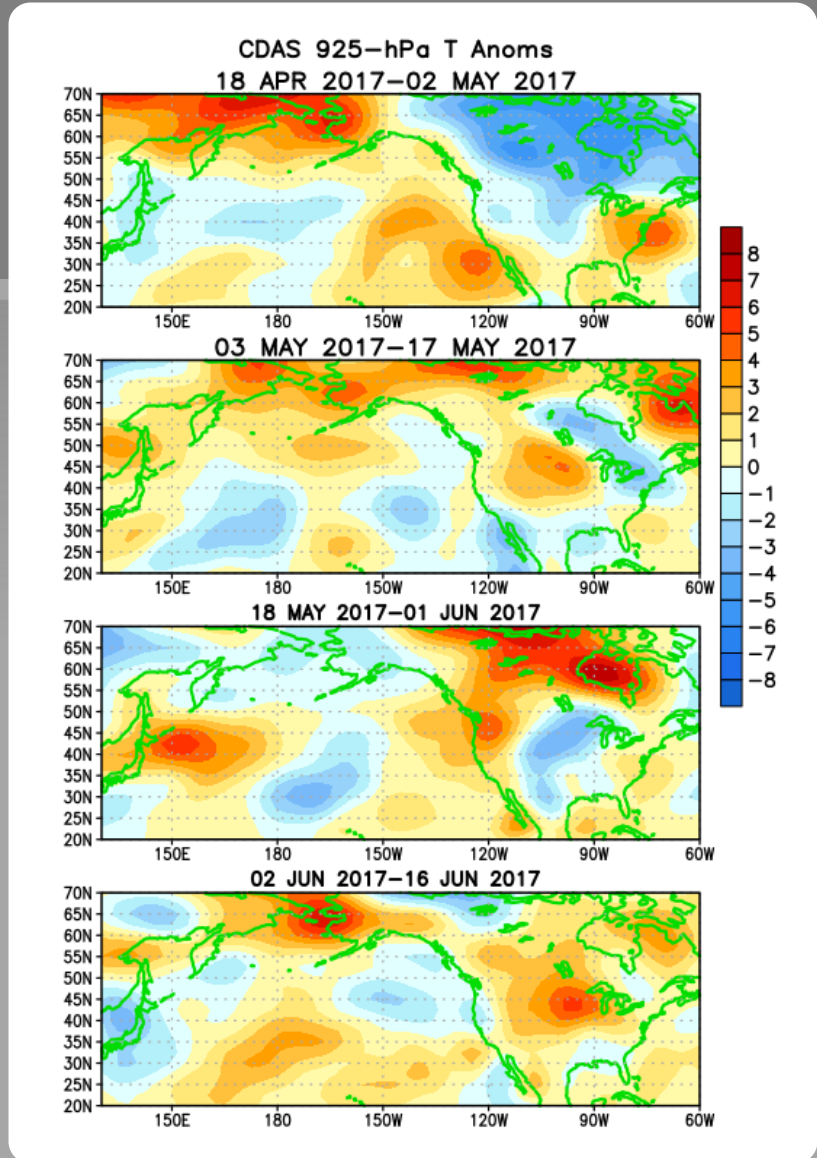 CDAS 925-hPa T Anoms
18 APR 2017-02 MAY 2017
70N
65N
60N
55N
50N
45N
40N
35N
30N
25N
20N
150E 180 150W 120W 90W 60W
03 MAY 2017-17 MAY 2017
70N
65N
60N
55N
50N
45N
40N
35N
30N
25N
20N
150E 180 150W 120W 90W 60W
18 MAY 2017-01 JUN 2017
70N
65N
60N
55N
50N
45N
40N
35N
30N
25N
20N
150E 180 150W 120W 90W 60W
02 JUN 2017-16 JUN 2017
70N
65N
60N
55N
50N
45N
40N
35N
30N
25N
20N
150E 180 150W 120W 90W 60W
8
7
6
5
4
3
2
1
0
-1
-2
-3
-4
-5
-6
-7
-8